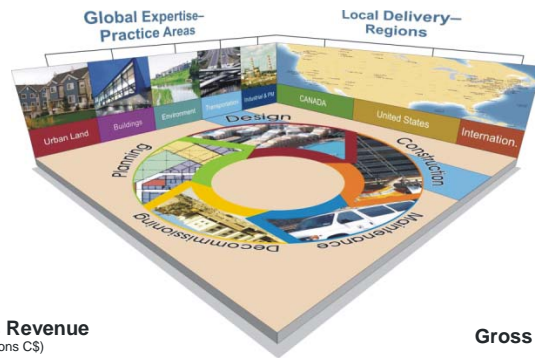 Global Expertise–
Practice Areas
Local Delivery—
Regions
Urban Land
Buildings
Environment
Transportation
Industrial & PM
CANADA
United States
Internation.
Design
Planning
Construction
Decommissioning
Maintenance
Revenue
ons C$)
Gross